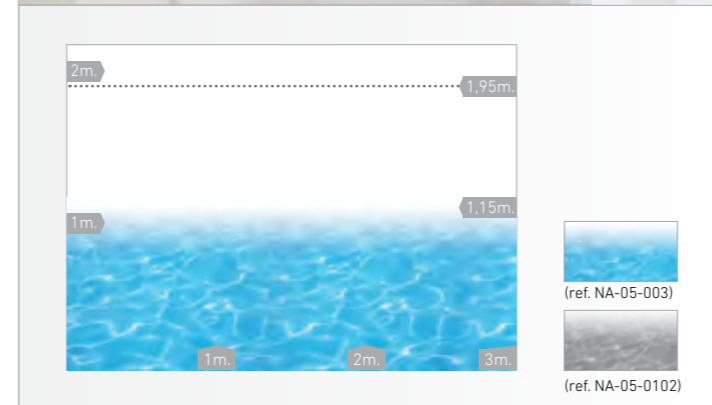 2m.
1,95m.
1,15m.
1m.
1m. 2m. 3m.
(ref. NA-05-003)
(ref. NA-05-0102)